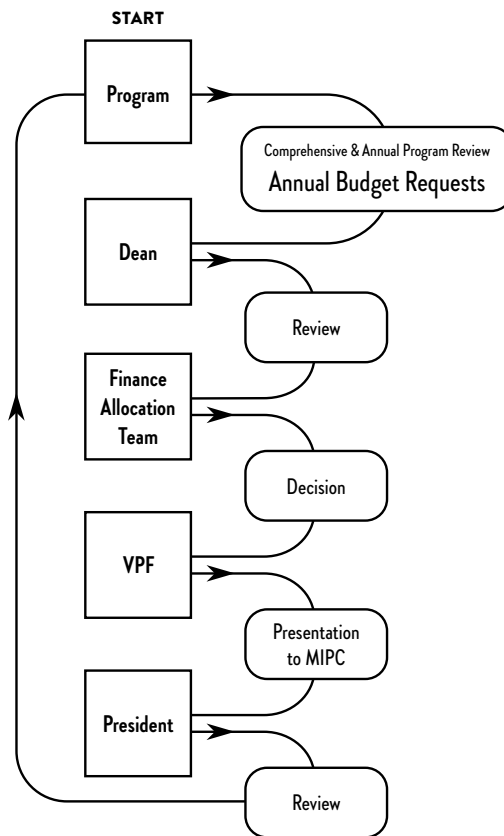 START
Program
Comprehensive & Annual Program Review
Annual Budget Requests
Dean
Review
Finance
Allocation
Team
Decision
VPF
Presentation
to MIPC
President
Review